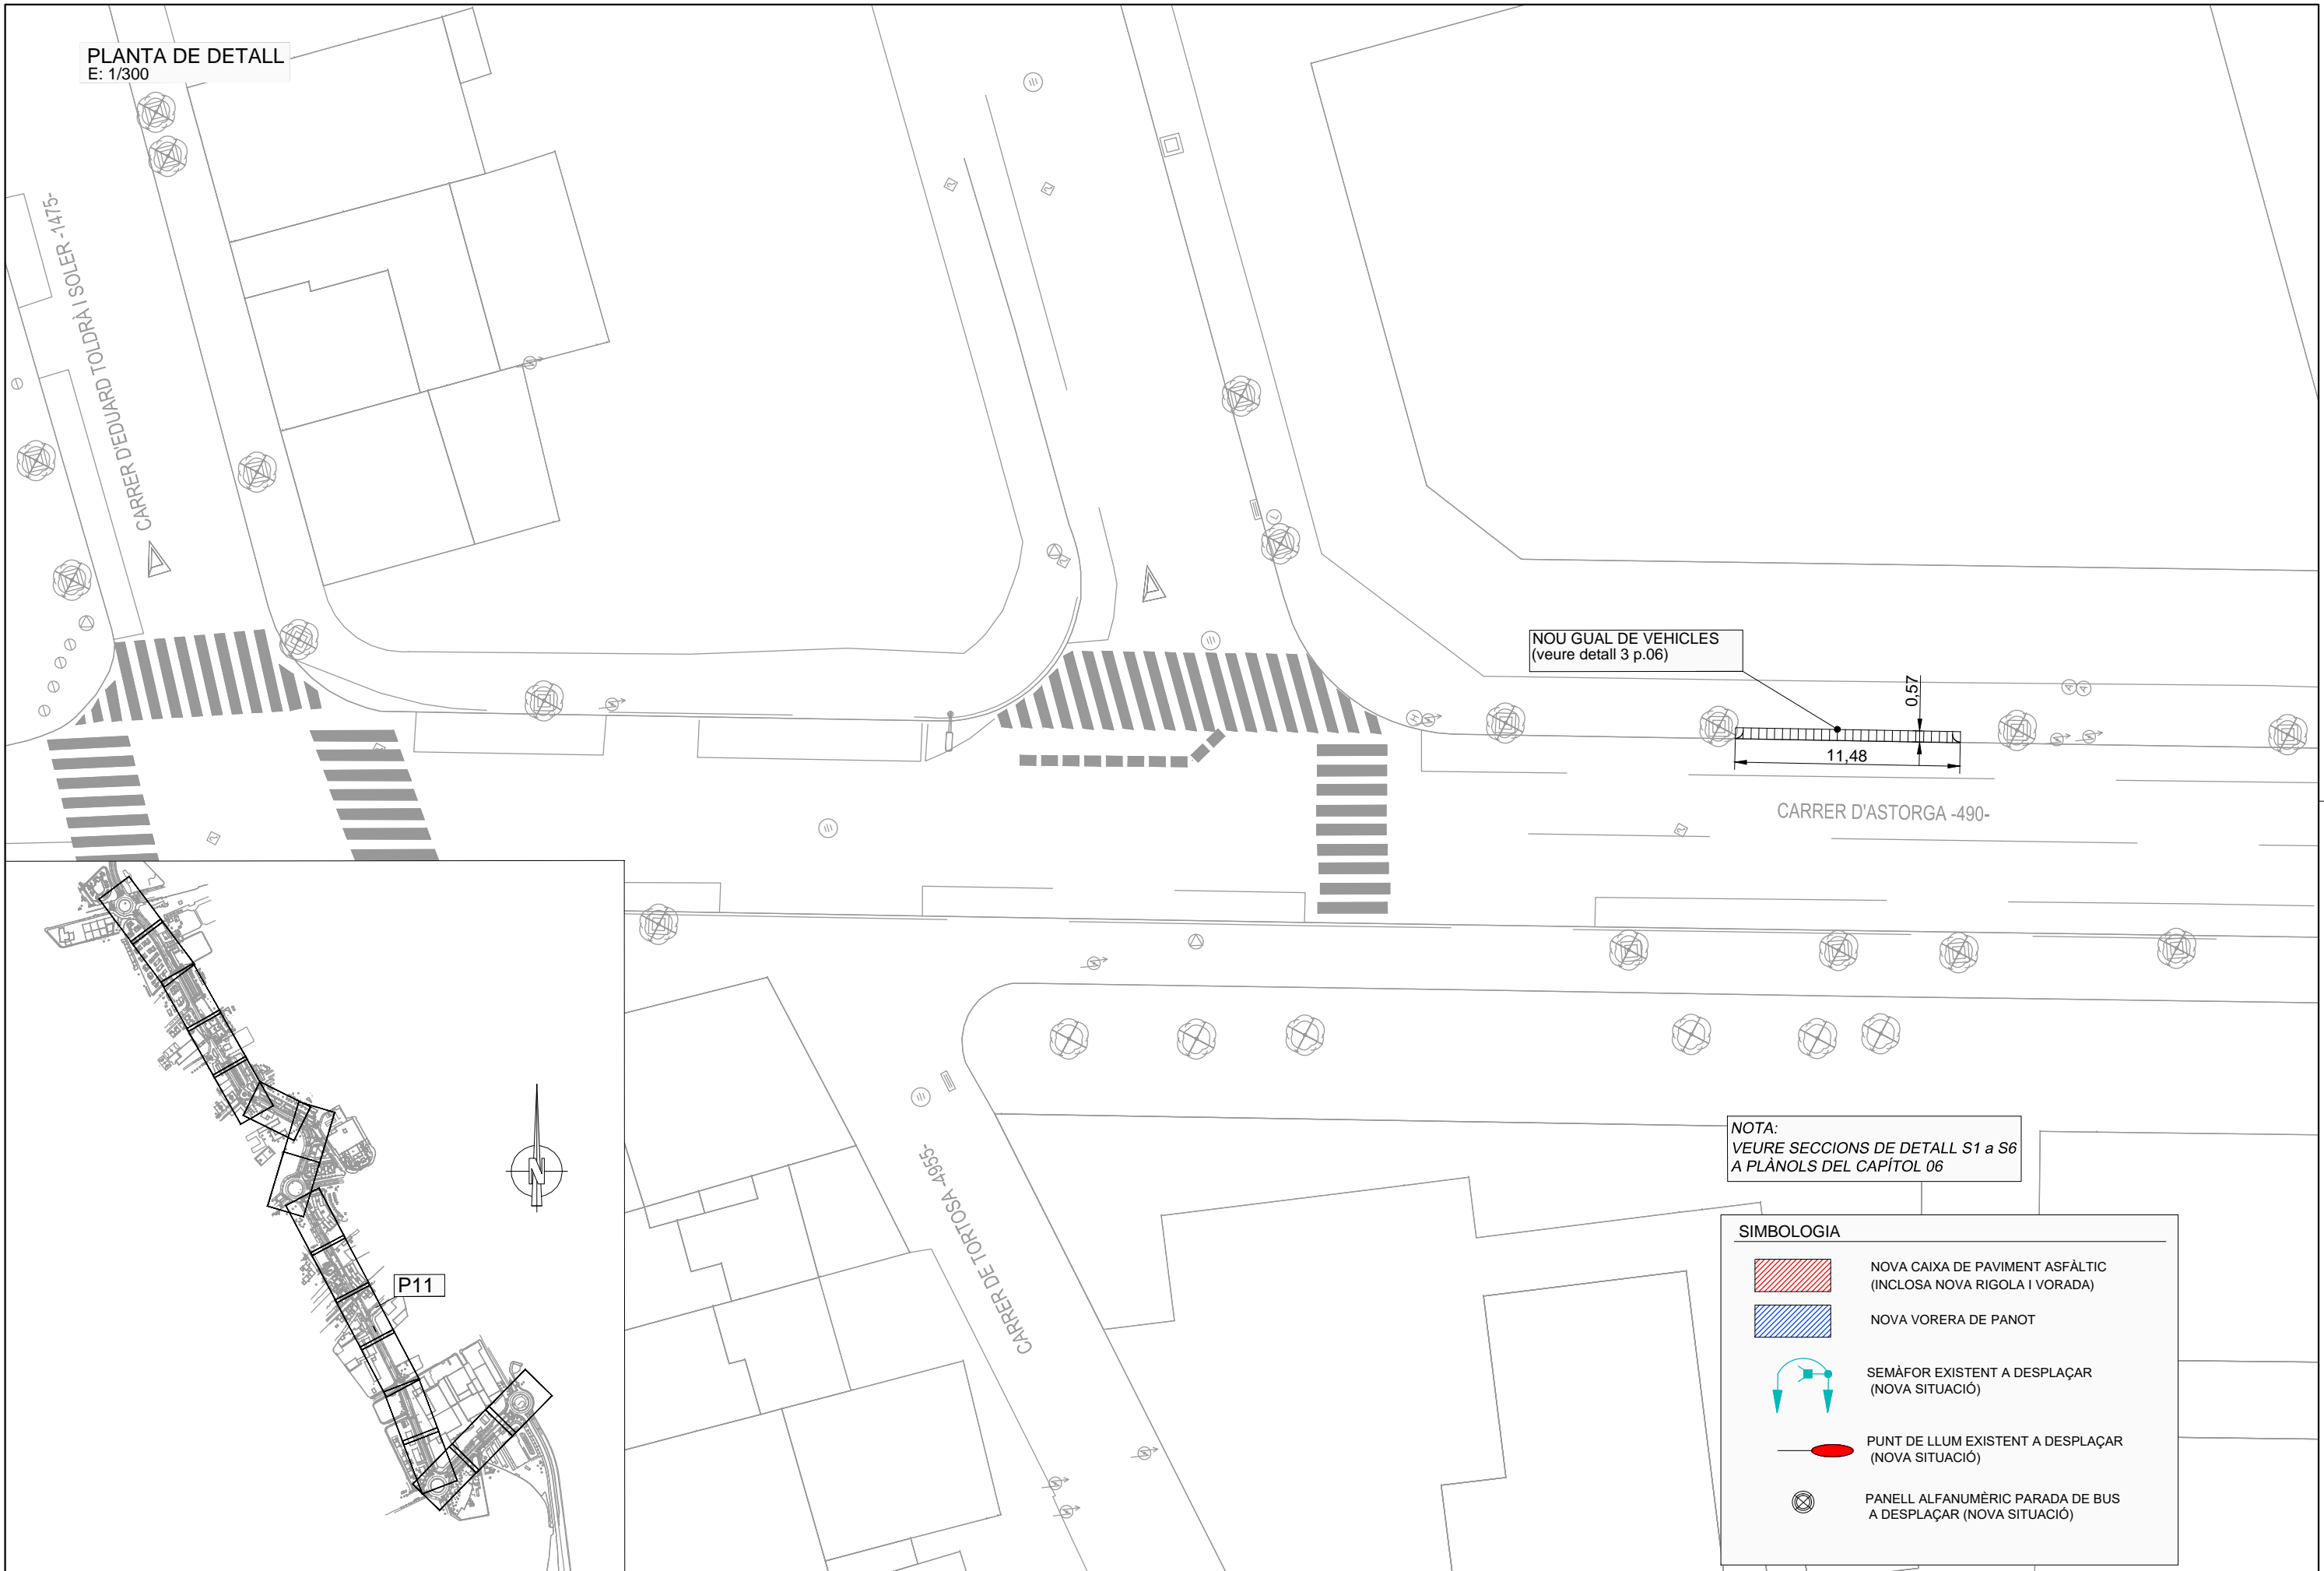 PLANTA DE DETALL
E: 1/300
CARRER D'EDUARD TOLDRÀ I SOLER -1475-
NOU GUAL DE VEHICLES
(veure detall 3 p.06)
0,57
11,48
CARRER D'ASTORGA -490-
CARRER DE TORTOSA -4955-
N
P11
NOTA:
VEURE SECCIONS DE DETALL S1 a S6
A PLÀNOLS DEL CAPÍTOL 06
SIMBOLOGIA
NOVA CAIXA DE PAVIMENT ASFÀLTIC
(INCLOSA NOVA RIGOLA I VORADA)
NOVA VORERA DE PANOT
SEMÀFOR EXISTENT A DESPLAÇAR
(NOVA SITUACIÓ)
PUNT DE LLUM EXISTENT A DESPLAÇAR
(NOVA SITUACIÓ)
PANELL ALFANUMÈRIC PARADA DE BUS
A DESPLAÇAR (NOVA SITUACIÓ)